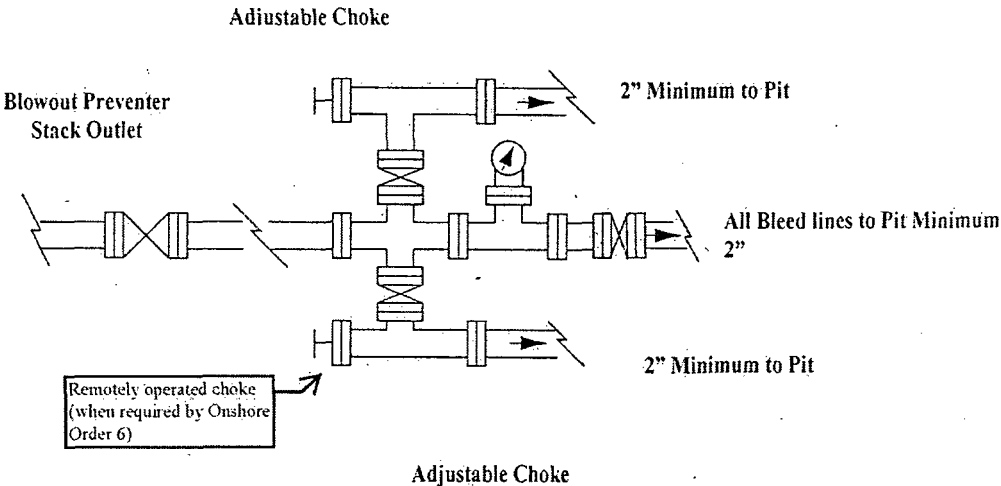 Adiustable Choke
Blowout Preventer
Stack Outlet
2" Minimum to Pit
All Bleed lines to Pit Minimum
2"
2" Minimum to Pit
Remotely operated choke
(when required by Onshore
Order 6)
Adjustable Choke